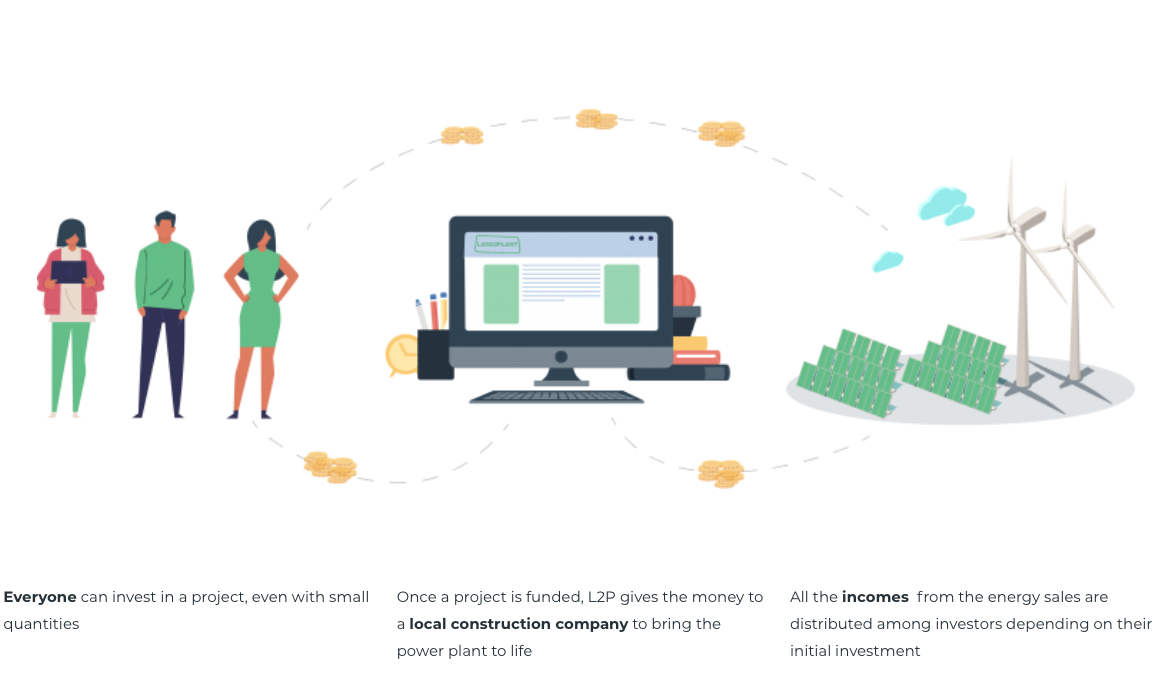 LAND2PLANT
Everyone can invest in a project, even with small
quantities
Once a project is funded, L2P gives the money to
a local construction company to bring the
power plant to life
All the incomes  from the energy sales are
distributed among investors depending on their
initial investment